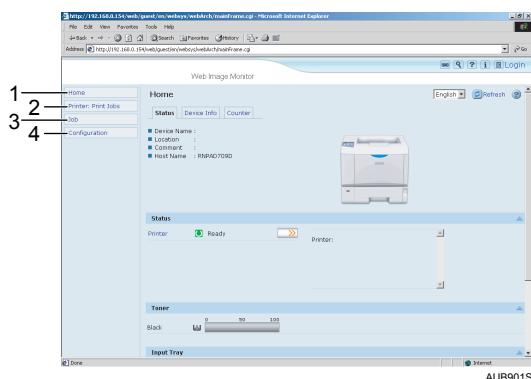 http://192.168.0.154/web/guest/en/websys/webArch/mainFrame.cgi - Microsoft Internet Explorer
File Edit View Favorites Tools Help
Back Search Favorites History
Address http://192.168.0.154/web/guest/en/websys/webArch/mainFrame.cgi Go
Web Image Monitor
Login
1 Home
2 Printer: Print Jobs
3 Job
4 Configuration
Home English Refresh
Status Device Info Counter
Device Name :
Location :
Comment :
Host Name : RNPAD709D
Status
Printer Ready Printer:
Toner
0 50 100
Black
Input Tray
Done Internet
AUB901S